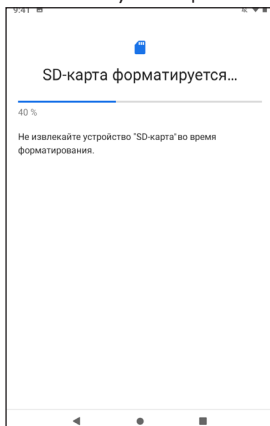 9:41
SD-карта форматируется...
40 %
Не извлекайте устройство "SD-карта" во время
форматирования.